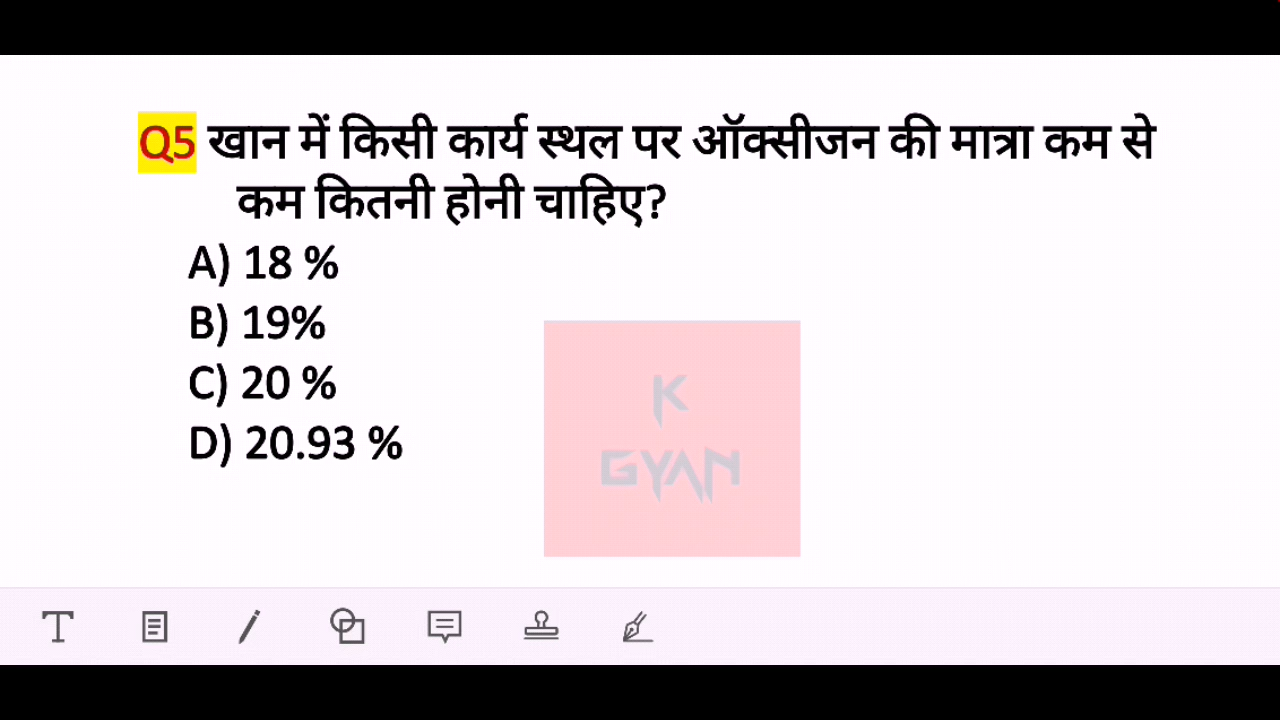 Q5 खान में किसी कार्य स्थल पर ऑक्सीजन की मात्रा कम से
कम कितनी होनी चाहिए?
A) 18 %
B) 19%
C) 20 %
D) 20.93 %
K
GYAN
T